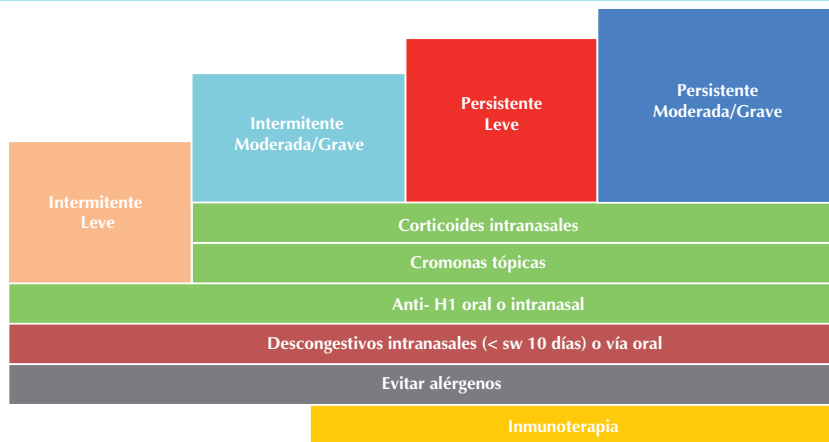 Persistente
Moderada/Grave
Persistente
Leve
Intermitente
Moderada/Grave
Intermitente
Leve
Corticoides intranasales
Cromonas tópicas
Anti- H1 oral o intranasal
Descongestivos intranasales (< sw 10 días) o vía oral
Evitar alérgenos
Inmunoterapia